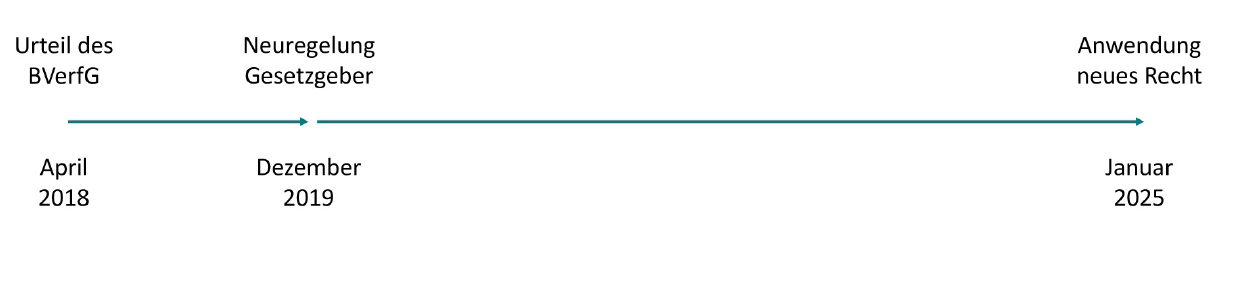 Urteil des
BVerfG
Neuregelung
Gesetzgeber
Anwendung
neues Recht
April
2018
Dezember
2019
Januar
2025